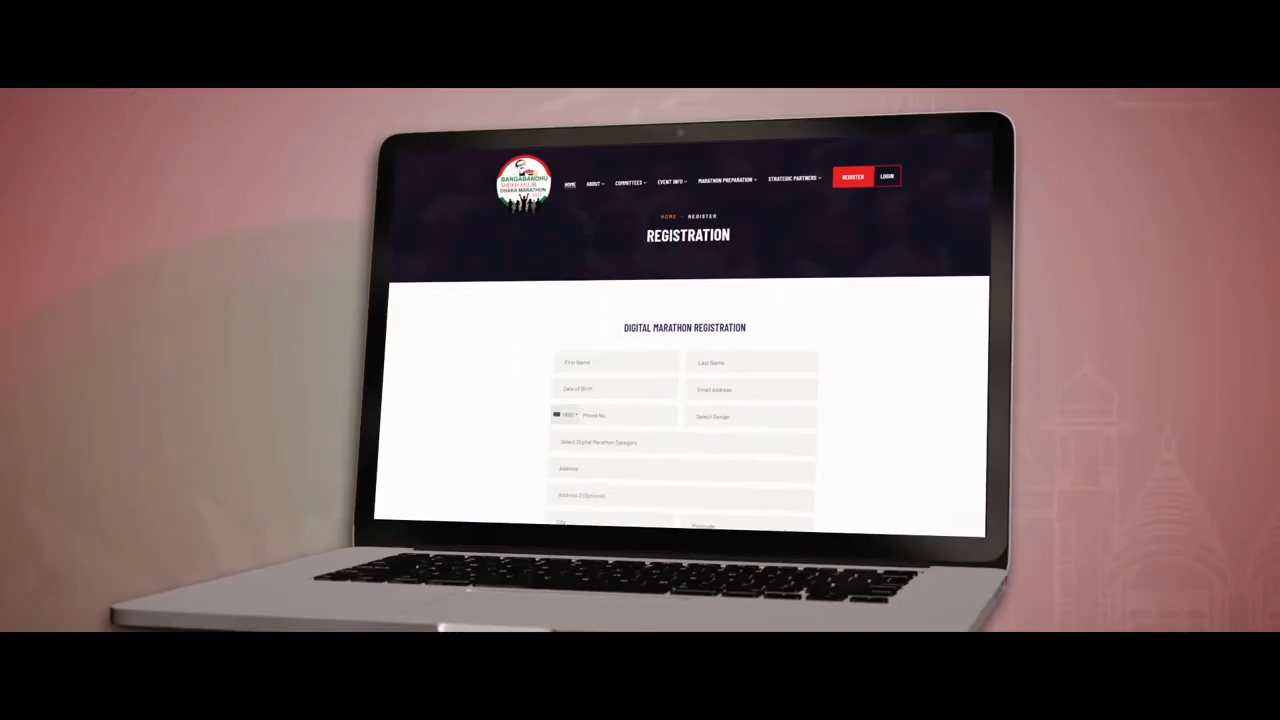 BANGABANDHU
SHEIKH MUJIB
DHAKA MARATHON
HOME ABOUT COMMITTEES EVENT INFO MARATHON PREPARATION STRATEGIC PARTNERS REGISTER LOGIN
HOME - REGISTER
REGISTRATION
DIGITAL MARATHON REGISTRATION
First Name Last Name
Date of Birth Email Address
+880 Phone No. Select Gender
Select Digital Marathon Category
Address
Address 2 (Optional)
City Postcode